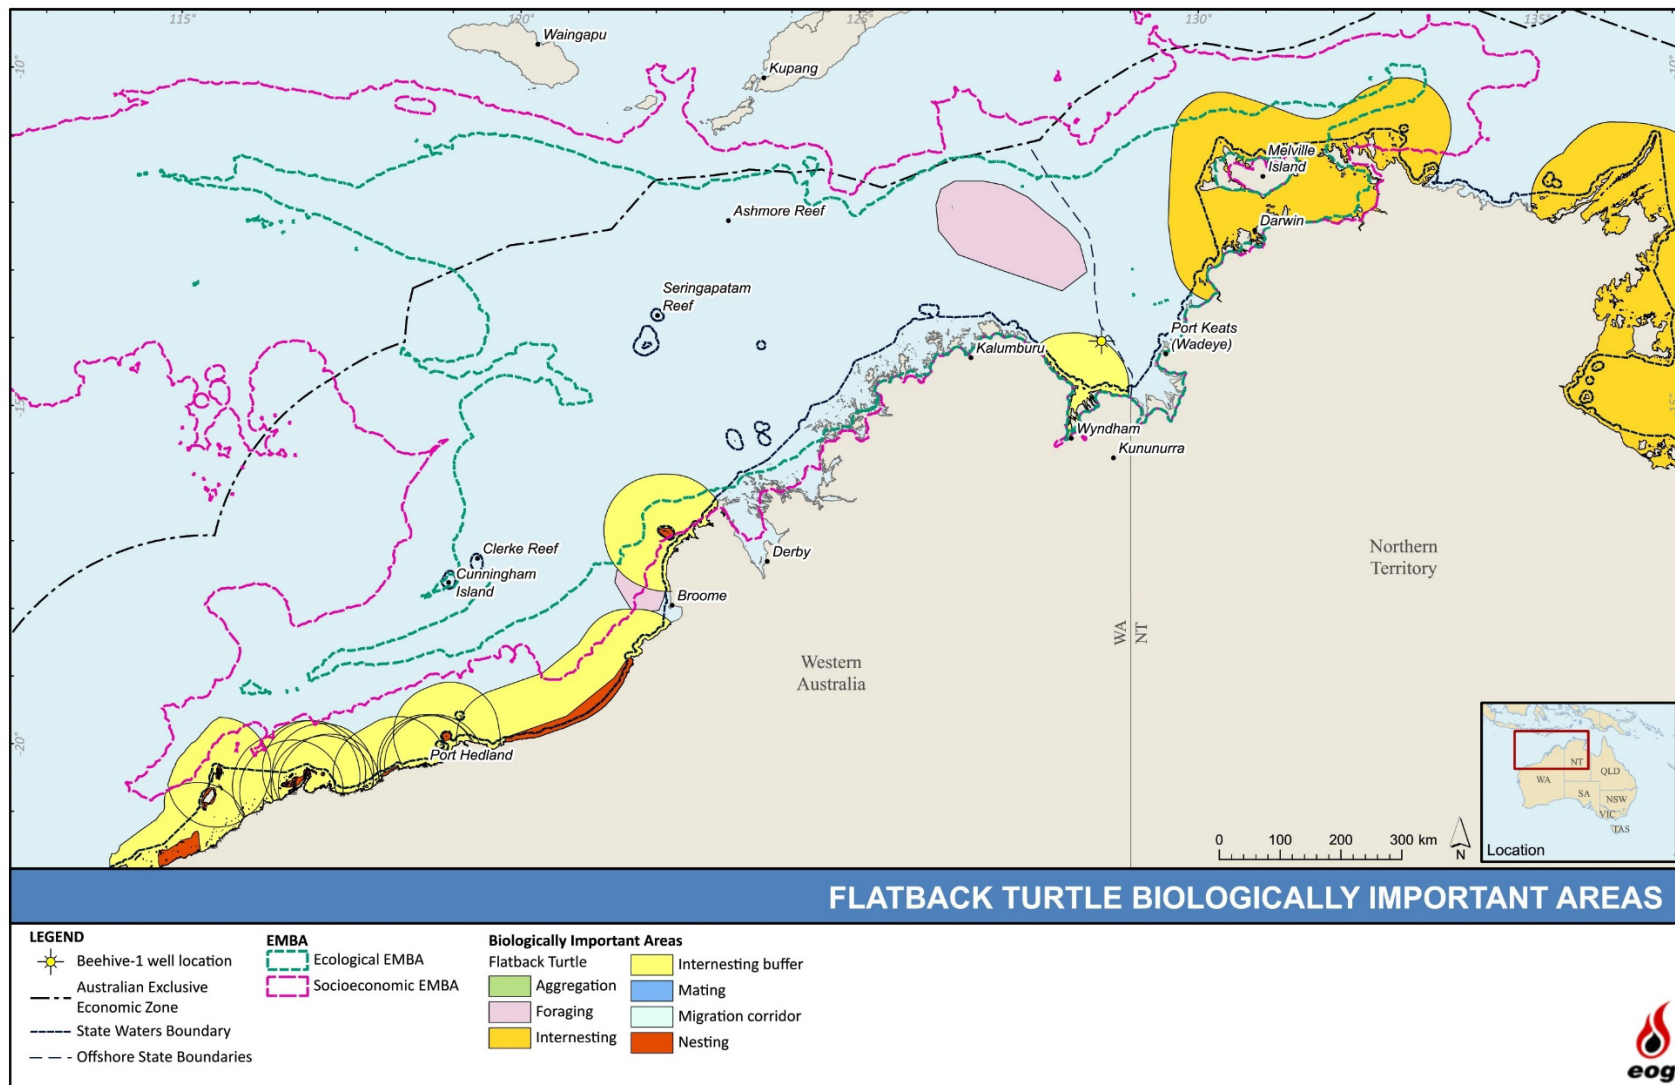 115°
120°
125°
130°
135°
-10°
-10°
Waingapu
Kupang
Melville
Island
Ashmore Reef
Darwin
Seringapatam
Reef
Port Keats
(Wadeye)
Kalumburu
-15°
-15°
Wyndham
Kununurra
Clerke Reef
Cunningham
Island
Derby
Northern
Territory
Broome
WA
NT
Western
Australia
-20°
Port Hedland
0 100 200 300 km
N
WA
NT
QLD
SA
NSW
VIC
TAS
Location
FLATBACK TURTLE BIOLOGICALLY IMPORTANT AREAS
LEGEND
Beehive-1 well location
Australian Exclusive
Economic Zone
State Waters Boundary
Offshore State Boundaries
EMBA
Ecological EMBA
Socioeconomic EMBA
Biologically Important Areas
Flatback Turtle
Aggregation
Foraging
Internesting
Internesting buffer
Mating
Migration corridor
Nesting
eog